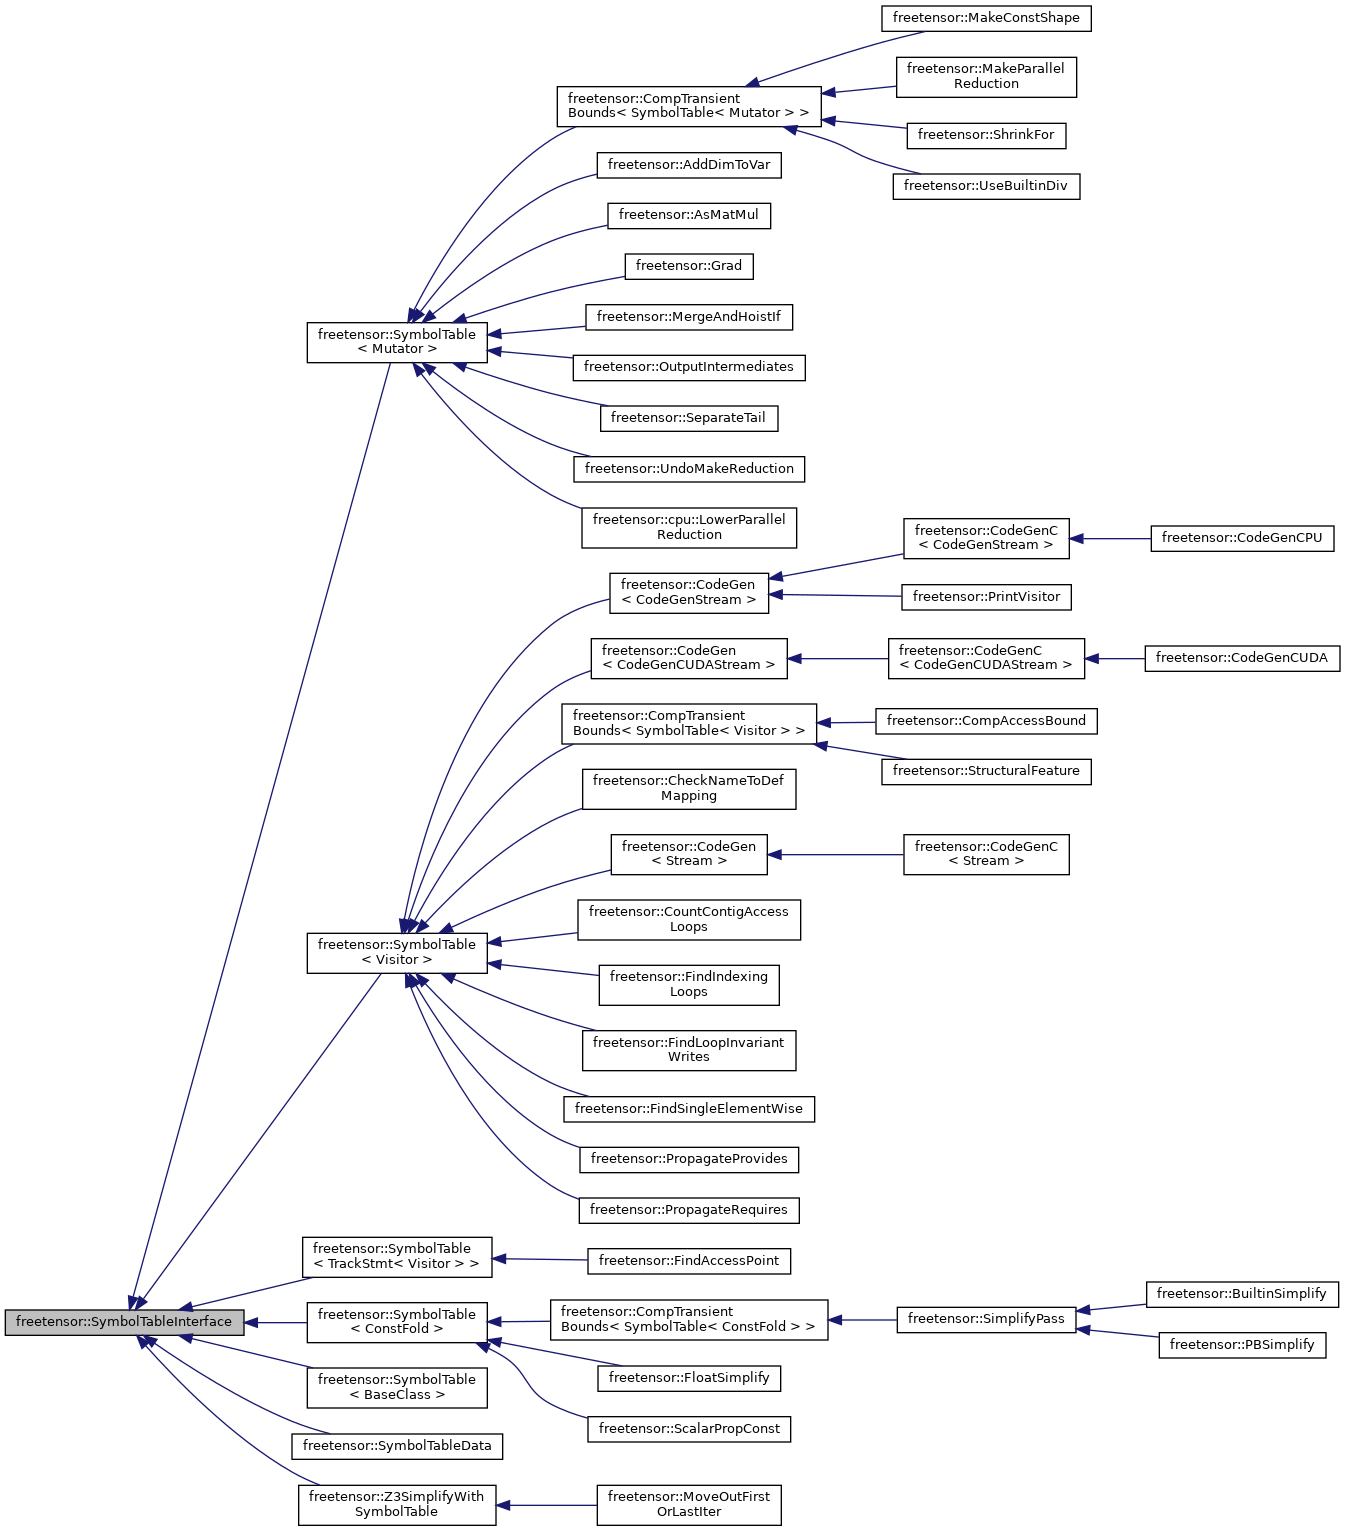 freetensor::MakeConstShape
freetensor::MakeParallel
Reduction
freetensor::CompTransient
Bounds< SymbolTable< Mutator > >
freetensor::ShrinkFor
freetensor::UseBuiltinDiv
freetensor::AddDimToVar
freetensor::AsMatMul
freetensor::Grad
freetensor::MergeAndHoistIf
freetensor::SymbolTable
< Mutator >
freetensor::OutputIntermediates
freetensor::SeparateTail
freetensor::UndoMakeReduction
freetensor::cpu::LowerParallel
Reduction
freetensor::CodeGenC
< CodeGenStream >
freetensor::CodeGenCPU
freetensor::CodeGen
< CodeGenStream >
freetensor::PrintVisitor
freetensor::CodeGen
< CodeGenCUDAStream >
freetensor::CodeGenC
< CodeGenCUDAStream >
freetensor::CodeGenCUDA
freetensor::CompTransient
Bounds< SymbolTable< Visitor > >
freetensor::CompAccessBound
freetensor::StructuralFeature
freetensor::CheckNameToDef
Mapping
freetensor::CodeGen
< Stream >
freetensor::CodeGenC
< Stream >
freetensor::CountContigAccess
Loops
freetensor::SymbolTable
< Visitor >
freetensor::FindIndexing
Loops
freetensor::FindLoopInvariant
Writes
freetensor::FindSingleElementWise
freetensor::PropagateProvides
freetensor::PropagateRequires
freetensor::SymbolTable
< TrackStmt< Visitor > >
freetensor::FindAccessPoint
freetensor::SymbolTableInterface
freetensor::SymbolTable
< ConstFold >
freetensor::CompTransient
Bounds< SymbolTable< ConstFold > >
freetensor::SimplifyPass
freetensor::BuiltinSimplify
freetensor::PBSimplify
freetensor::FloatSimplify
freetensor::SymbolTable
< BaseClass >
freetensor::ScalarPropConst
freetensor::SymbolTableData
freetensor::Z3SimplifyWith
SymbolTable
freetensor::MoveOutFirst
OrLastIter